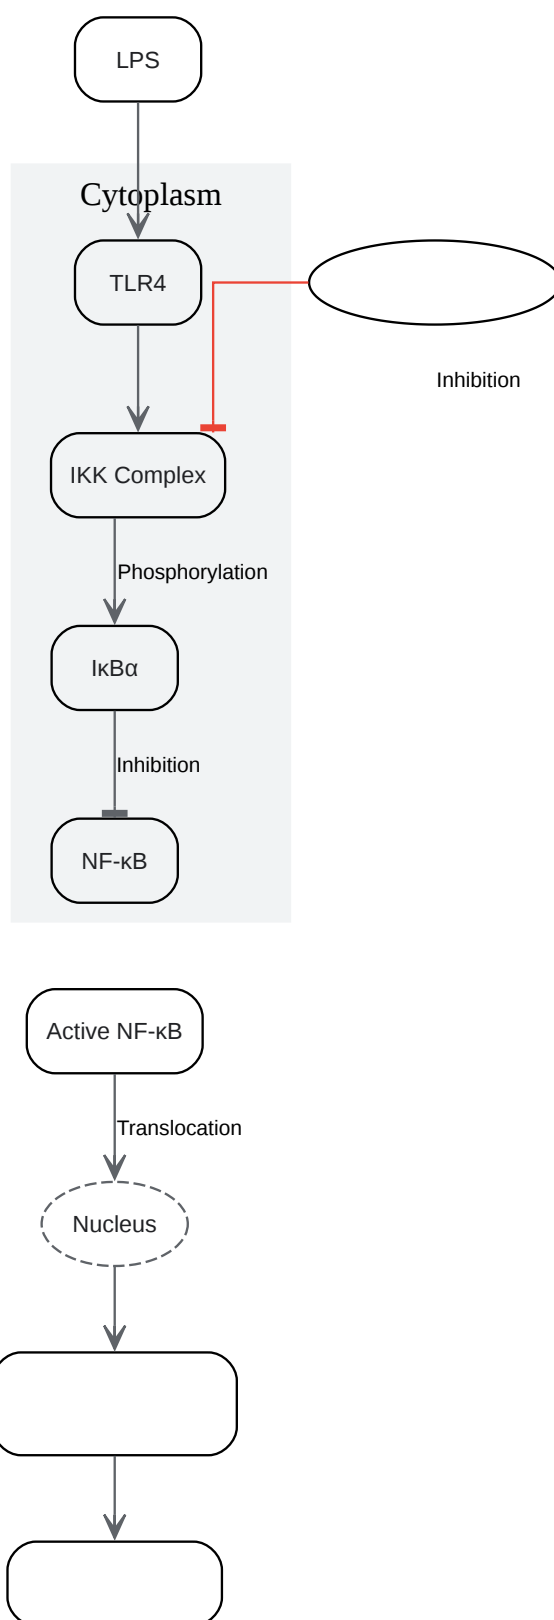 LPS
Cytoplasm
TLR4
Inhibition
IKK Complex
Phosphorylation
IκBα
Inhibition
NF-κB
Active NF-κB
Translocation
Nucleus